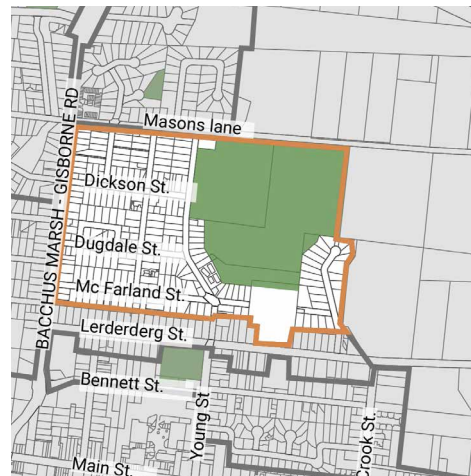 Masons lane
BACCHUS MARSH - GISBORNE RD
Dickson St.
Dugdale St.
Mc Farland St.
Lerderderg St.
Bennett St.
Young St.
Crook St.
Main St.